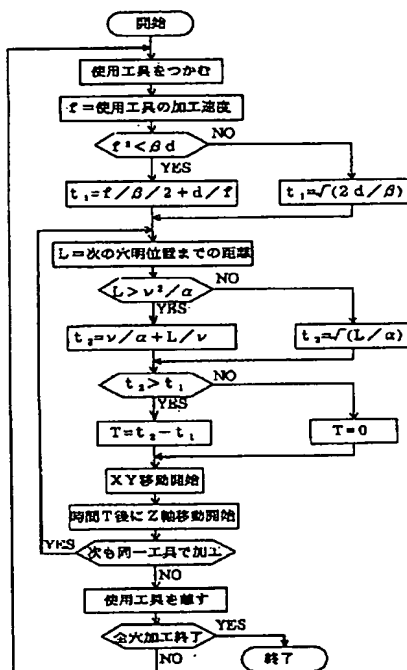 開始
使用工具をつかむ
f=使用工具の加工速度
f²<βd
NO
YES
t₁=f/β/2+d/f
t₁=√(2d/β)
L=次の穴明位置までの距離
L>ν²/α
NO
YES
t₂=ν/α+L/ν
t₂=√(L/α)
t₂>t₁
NO
YES
T=t₂-t₁
T=0
XY移動開始
時間T後にZ軸移動開始
YES
次も同一工具で加工
NO
使用工具を離す
全穴加工終了
YES
NO
終了